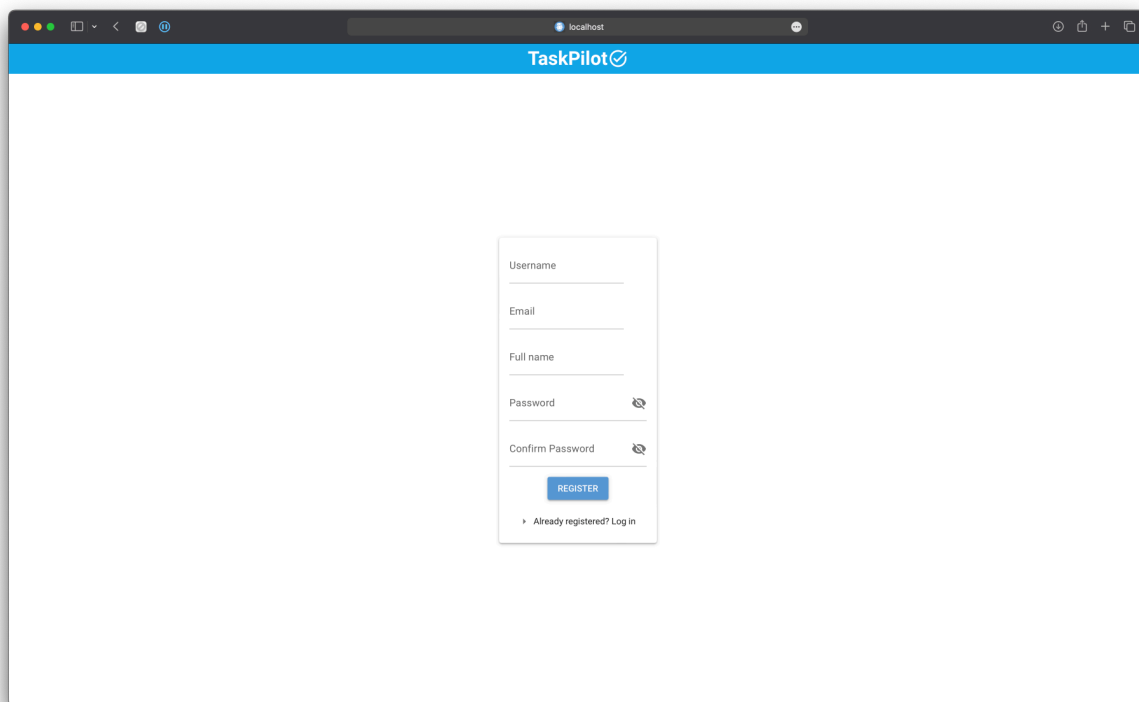 localhost
TaskPilot
Username
Email
Full name
Password
Confirm Password
REGISTER
Already registered? Log in